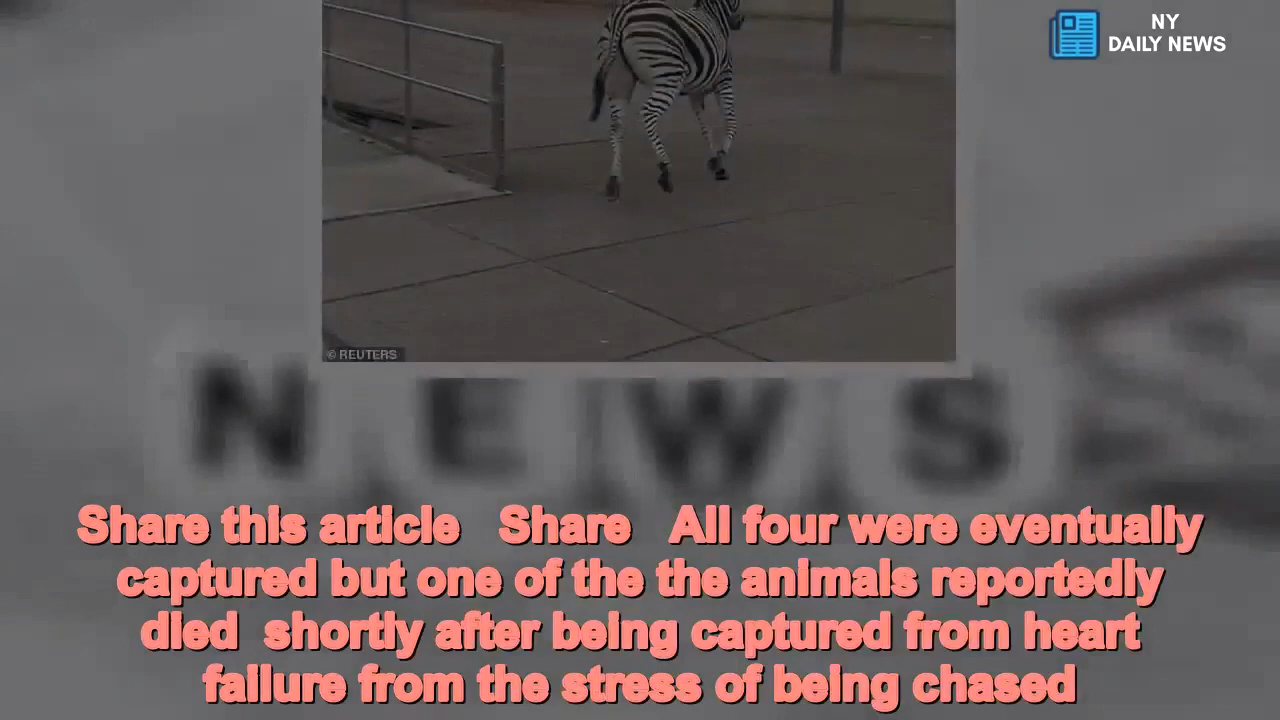 NY
DAILY NEWS
© REUTERS
NEWS
Share this article Share All four were eventually
captured but one of the the animals reportedly
died shortly after being captured from heart
failure from the stress of being chased